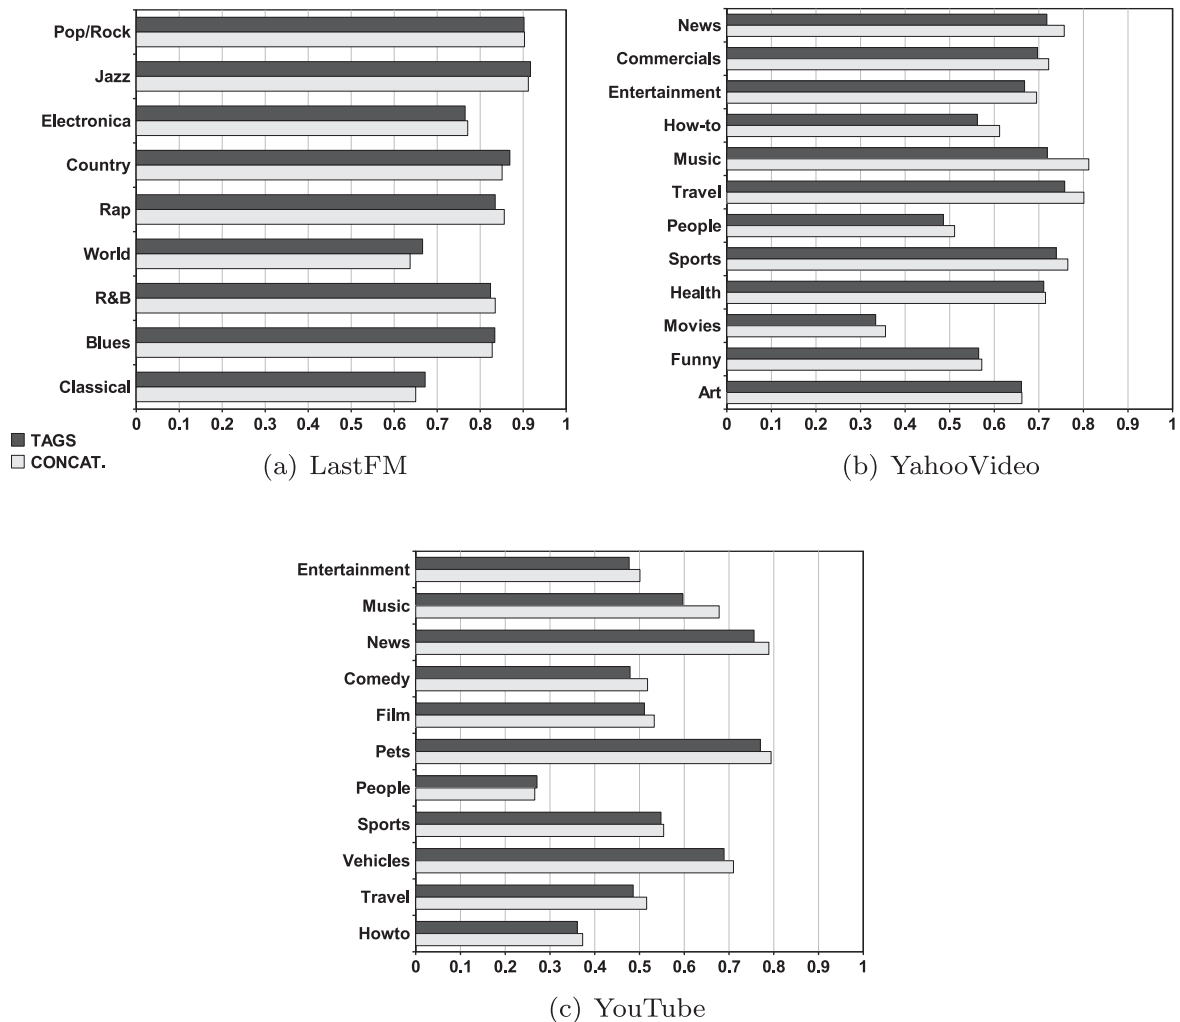 Pop/Rock
Jazz
Electronica
Country
Rap
World
R&B
Blues
Classical
0 0.1 0.2 0.3 0.4 0.5 0.6 0.7 0.8 0.9 1
TAGS
CONCAT.
(a) LastFM
News
Commercials
Entertainment
How-to
Music
Travel
People
Sports
Health
Movies
Funny
Art
0 0.1 0.2 0.3 0.4 0.5 0.6 0.7 0.8 0.9 1
(b) YahooVideo
Entertainment
Music
News
Comedy
Film
Pets
People
Sports
Vehicles
Travel
Howto
0 0.1 0.2 0.3 0.4 0.5 0.6 0.7 0.8 0.9 1
(c) YouTube